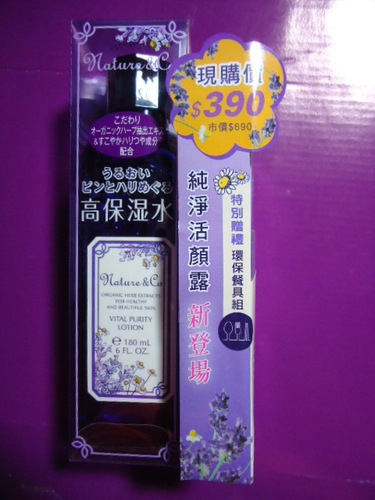 Nature & Co
こだわり
オーガニックハーブ抽出エキス
&すこやかハリつや成分
配合
うるおい
ピンとハリめぐる
高保湿水
Nature & Co
ORGANIC HERB EXTRACTS
FOR HEALTHY
AND BEAUTIFUL SKIN.
VITAL PURITY
LOTION
e 180 mL
6 FL. OZ.
現購價
$390
市價$690
純淨活顏露
新登場
特別贈禮
環保餐具組